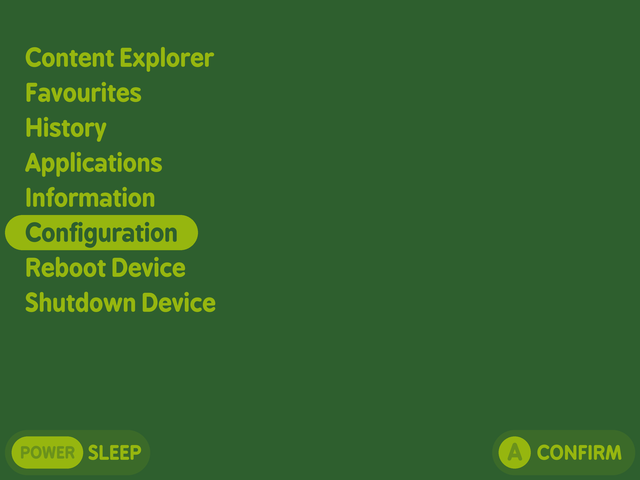 Content Explorer
Favourites
History
Applications
Information
Configuration
Reboot Device
Shutdown Device
POWER SLEEP
A CONFIRM